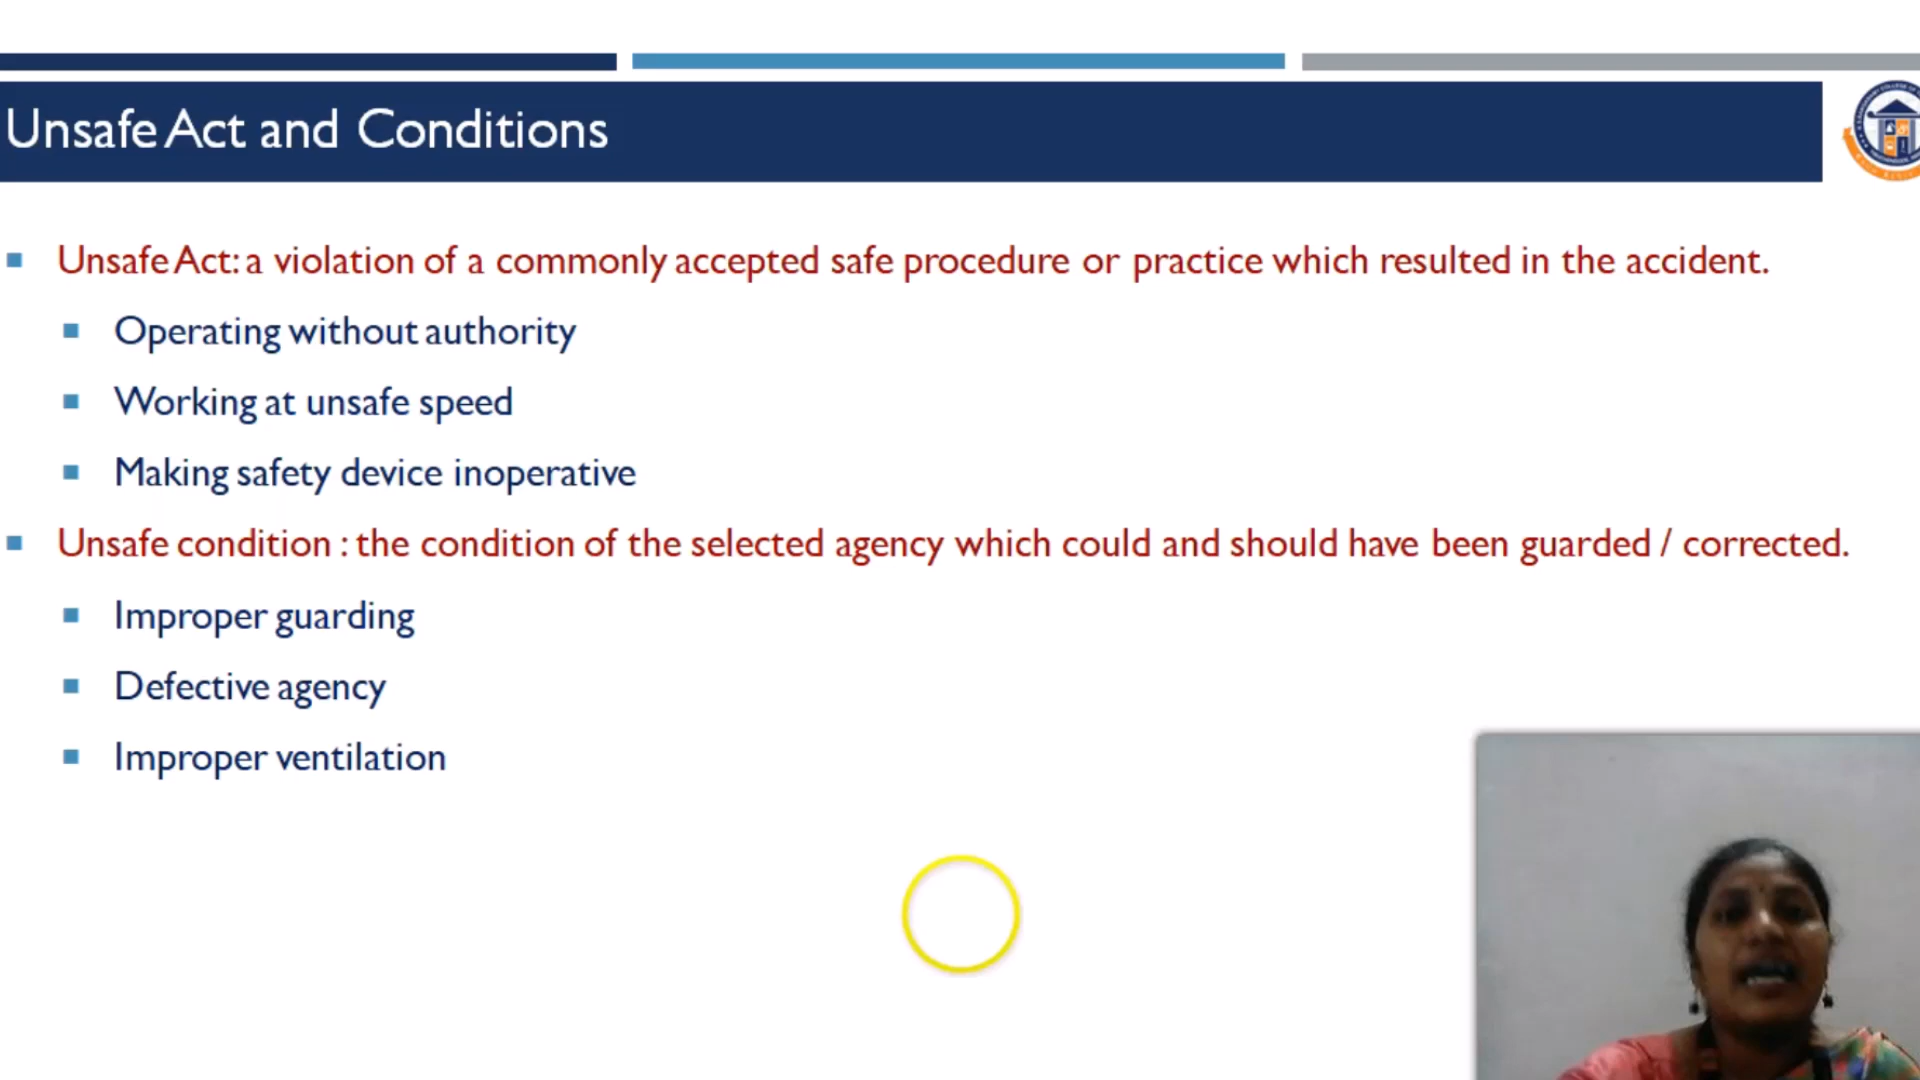 Unsafe Act and Conditions
Unsafe Act: a violation of a commonly accepted safe procedure or practice which resulted in the accident.
Operating without authority
Working at unsafe speed
Making safety device inoperative
Unsafe condition : the condition of the selected agency which could and should have been guarded / corrected.
Improper guarding
Defective agency
Improper ventilation